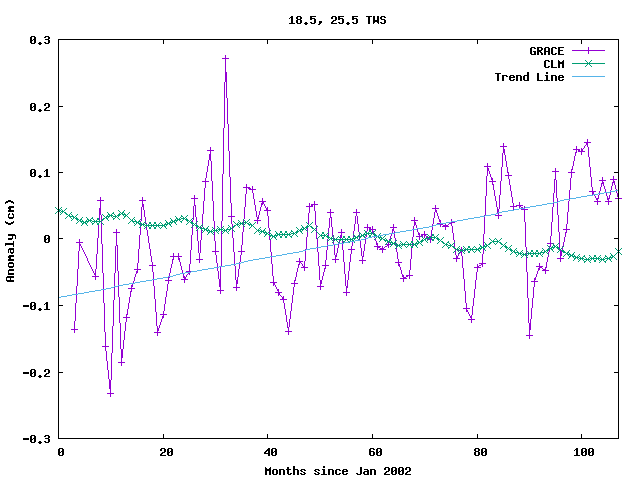 18.5, 25.5 TWS
GRACE
CLM
Trend Line
0.3
0.2
0.1
0
-0.1
-0.2
-0.3
Anomaly (cm)
0 20 40 60 80 100
Months since Jan 2002